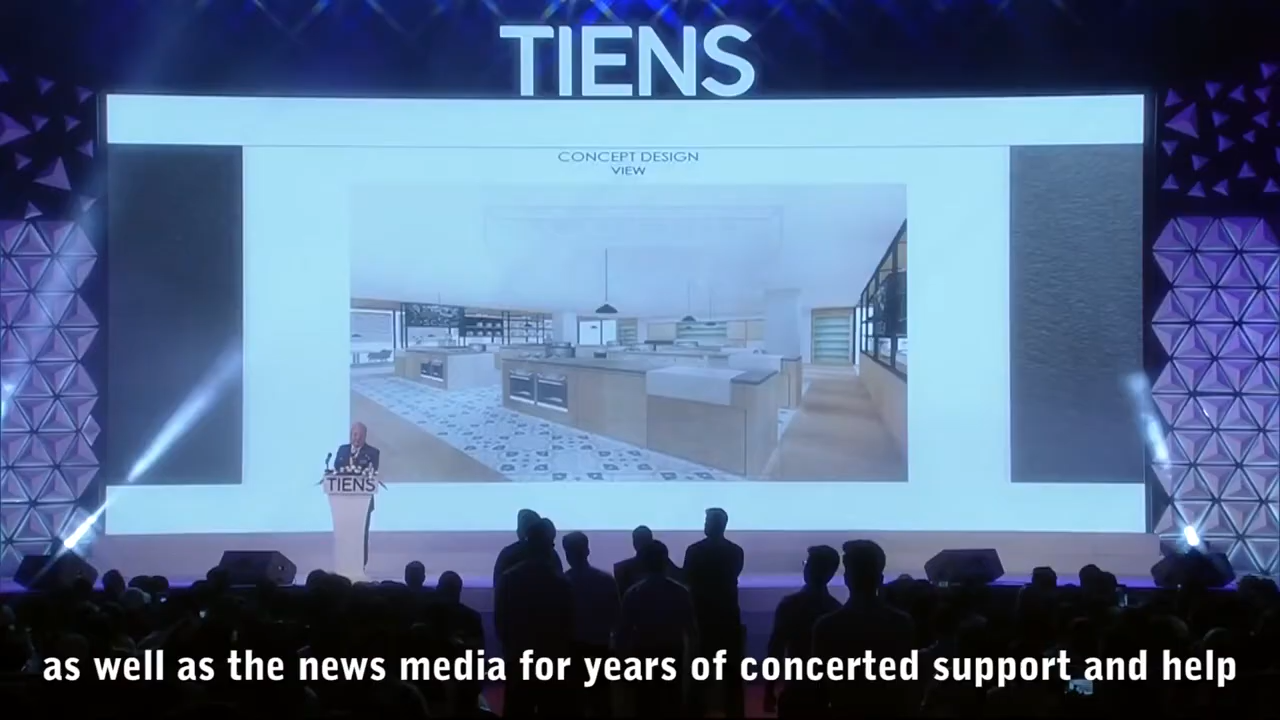 TIENS
CONCEPT DESIGN
VIEW
TIENS
as well as the news media for years of concerted support and help